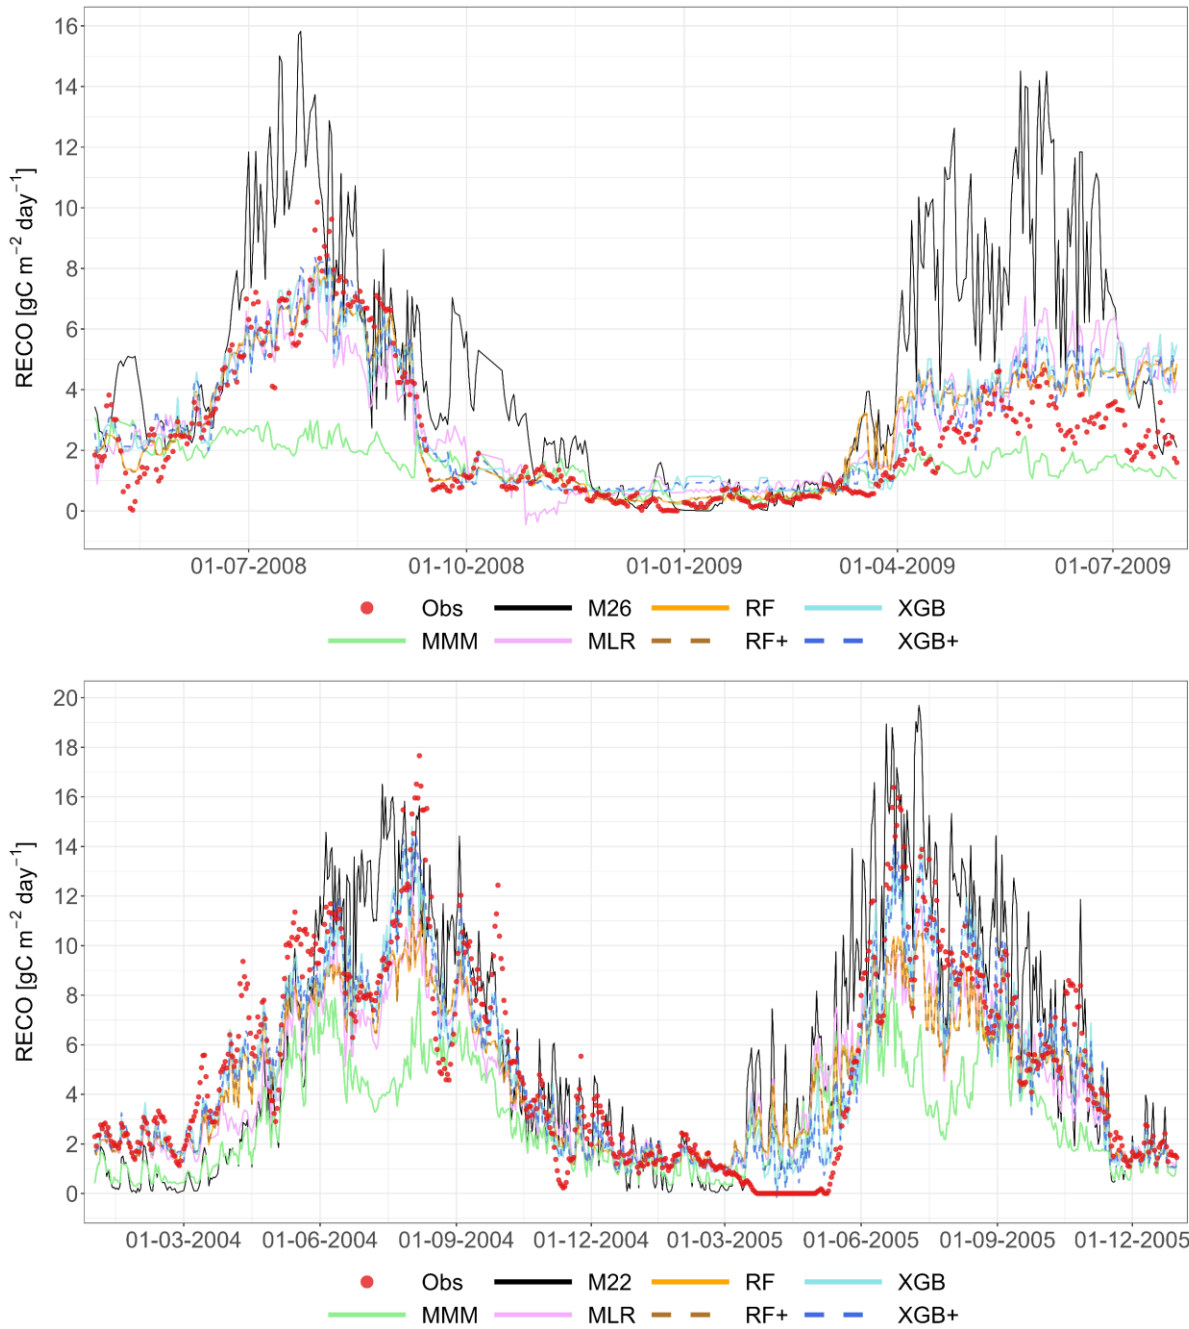 16
14
12
10
8
6
4
2
0
RECO [gC m⁻² day⁻¹]
01-07-2008 01-10-2008 01-01-2009 01-04-2009 01-07-2009
Obs M26 RF XGB
MMM MLR RF+ XGB+
20
18
16
14
12
10
8
6
4
2
0
RECO [gC m⁻² day⁻¹]
01-03-2004 01-06-2004 01-09-2004 01-12-2004 01-03-2005 01-06-2005 01-09-2005 01-12-2005
Obs M22 RF XGB
MMM MLR RF+ XGB+